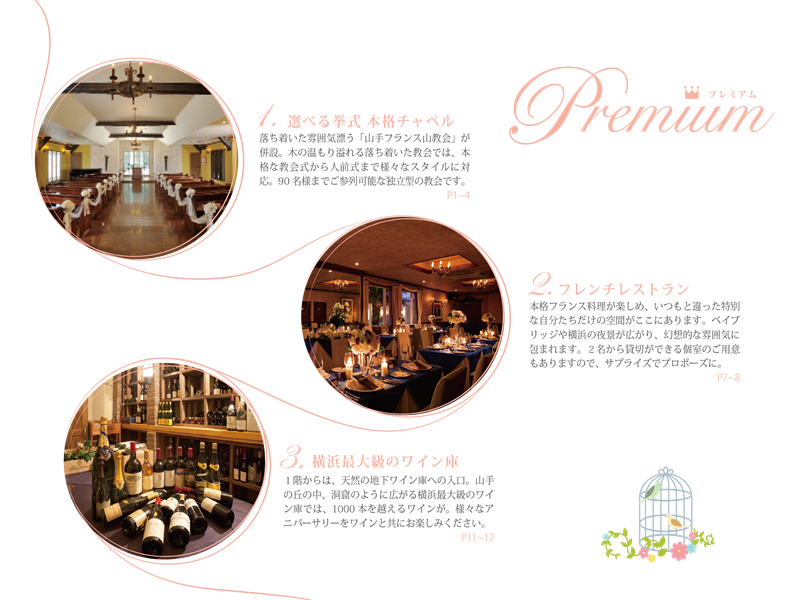 Premium
プレミアム
1. 選べる挙式 本格チャペル
落ち着いた雰囲気漂う「山手フランス山教会」が
併設。木の温もり溢れる落ち着いた教会では、本
格な教会式から人前式まで様々なスタイルに対
応。90 名様までご参列可能な独立型の教会です。
P1~4
2. フレンチレストラン
本格フランス料理が楽しめ、いつもと違った特別
な自分たちだけの空間がここにあります。ベイブ
リッジや横浜の夜景が広がり、幻想的な雰囲気に
包まれます。２名から貸切ができる個室のご用意
もありますので、サプライズでプロポーズに。
P7~8
3. 横浜最大級のワイン庫
１階からは、天然の地下ワイン庫への入口。山手
の丘の中、洞窟のように広がる横浜最大級のワイ
ン庫では、1000 本を越えるワインが。様々なア
ニバーサリーをワインと共にお楽しみください。
P11~12